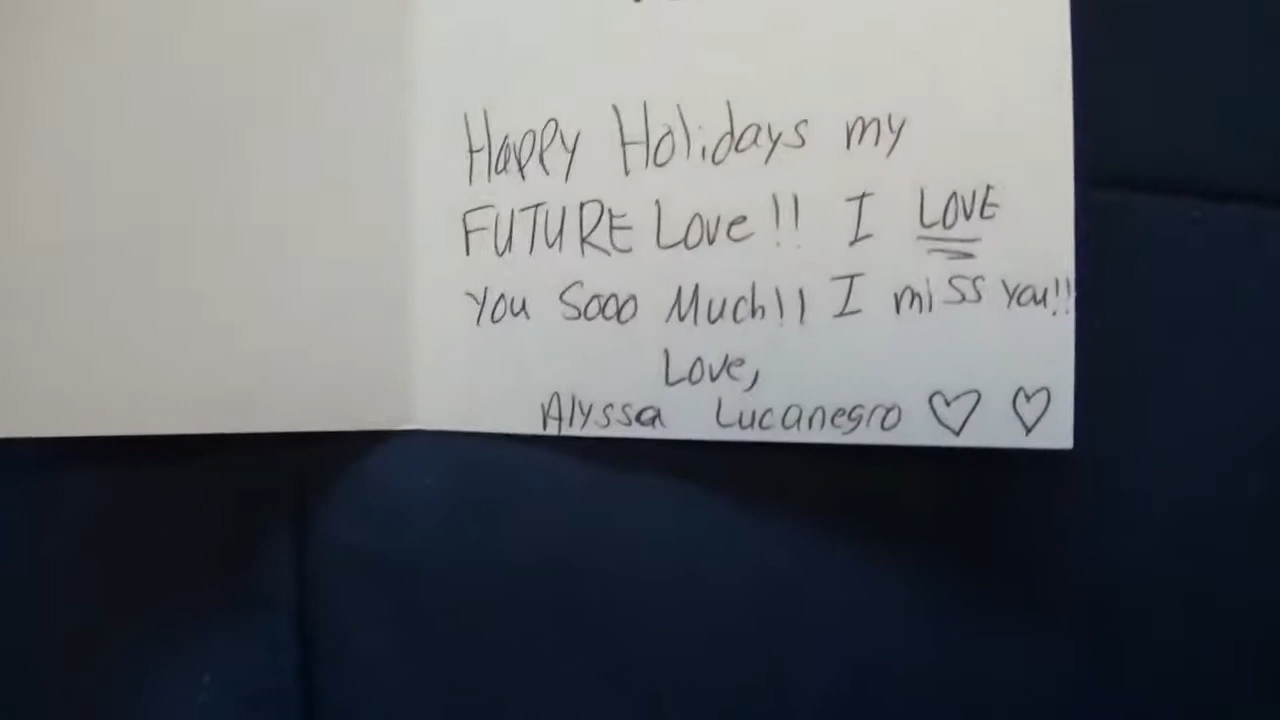 Happy Holidays my
FUTURE Love!! I LOVE
You Sooo Much!! I miss you!!
Love,
Alyssa Lucanegro ♡ ♡